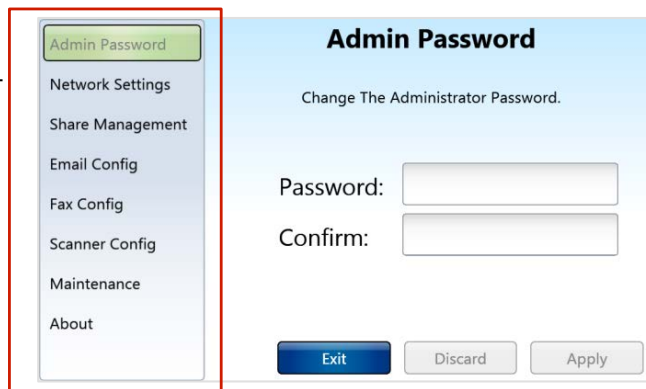 Admin Password
Network Settings
Share Management
Email Config
Fax Config
Scanner Config
Maintenance
About
Admin Password
Change The Administrator Password.
Password:
Confirm:
Exit Discard Apply